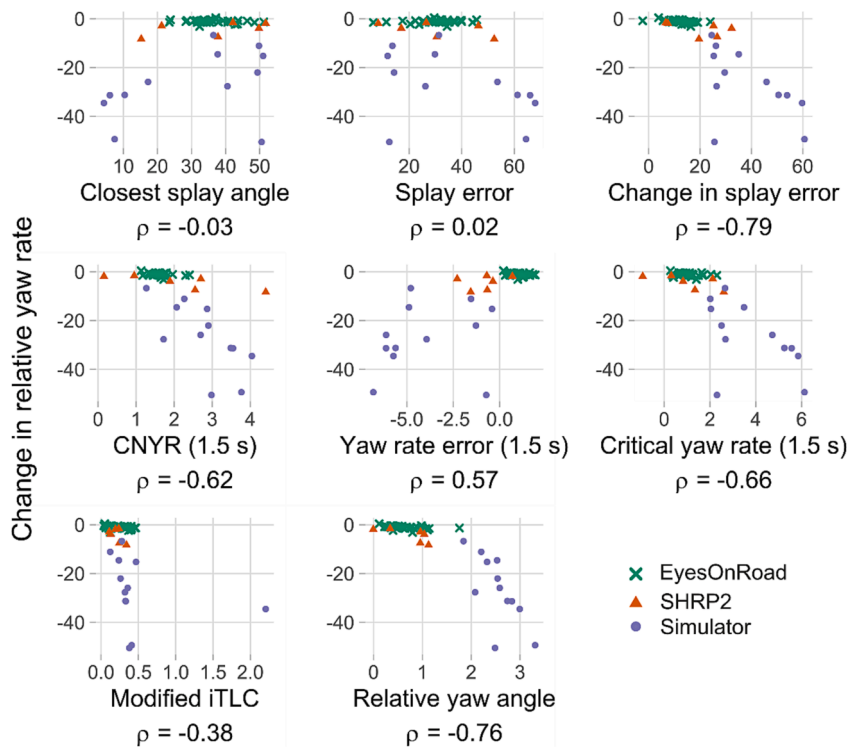 Change in relative yaw rate
0
-20
-40
10 20 30 40 50
Closest splay angle
ρ = -0.03
0
-20
-40
20 40 60
Splay error
ρ = 0.02
0
-20
-40
0 20 40 60
Change in splay error
ρ = -0.79
0
-20
-40
0 1 2 3 4
CNYR (1.5 s)
ρ = -0.62
0
-20
-40
-5.0 -2.5 0.0
Yaw rate error (1.5 s)
ρ = 0.57
0
-20
-40
0 2 4 6
Critical yaw rate (1.5 s)
ρ = -0.66
0
-20
-40
0.0 0.5 1.0 1.5 2.0
Modified iTLC
ρ = -0.38
0
-20
-40
0 1 2 3
Relative yaw angle
ρ = -0.76
EyesOnRoad
SHRP2
Simulator